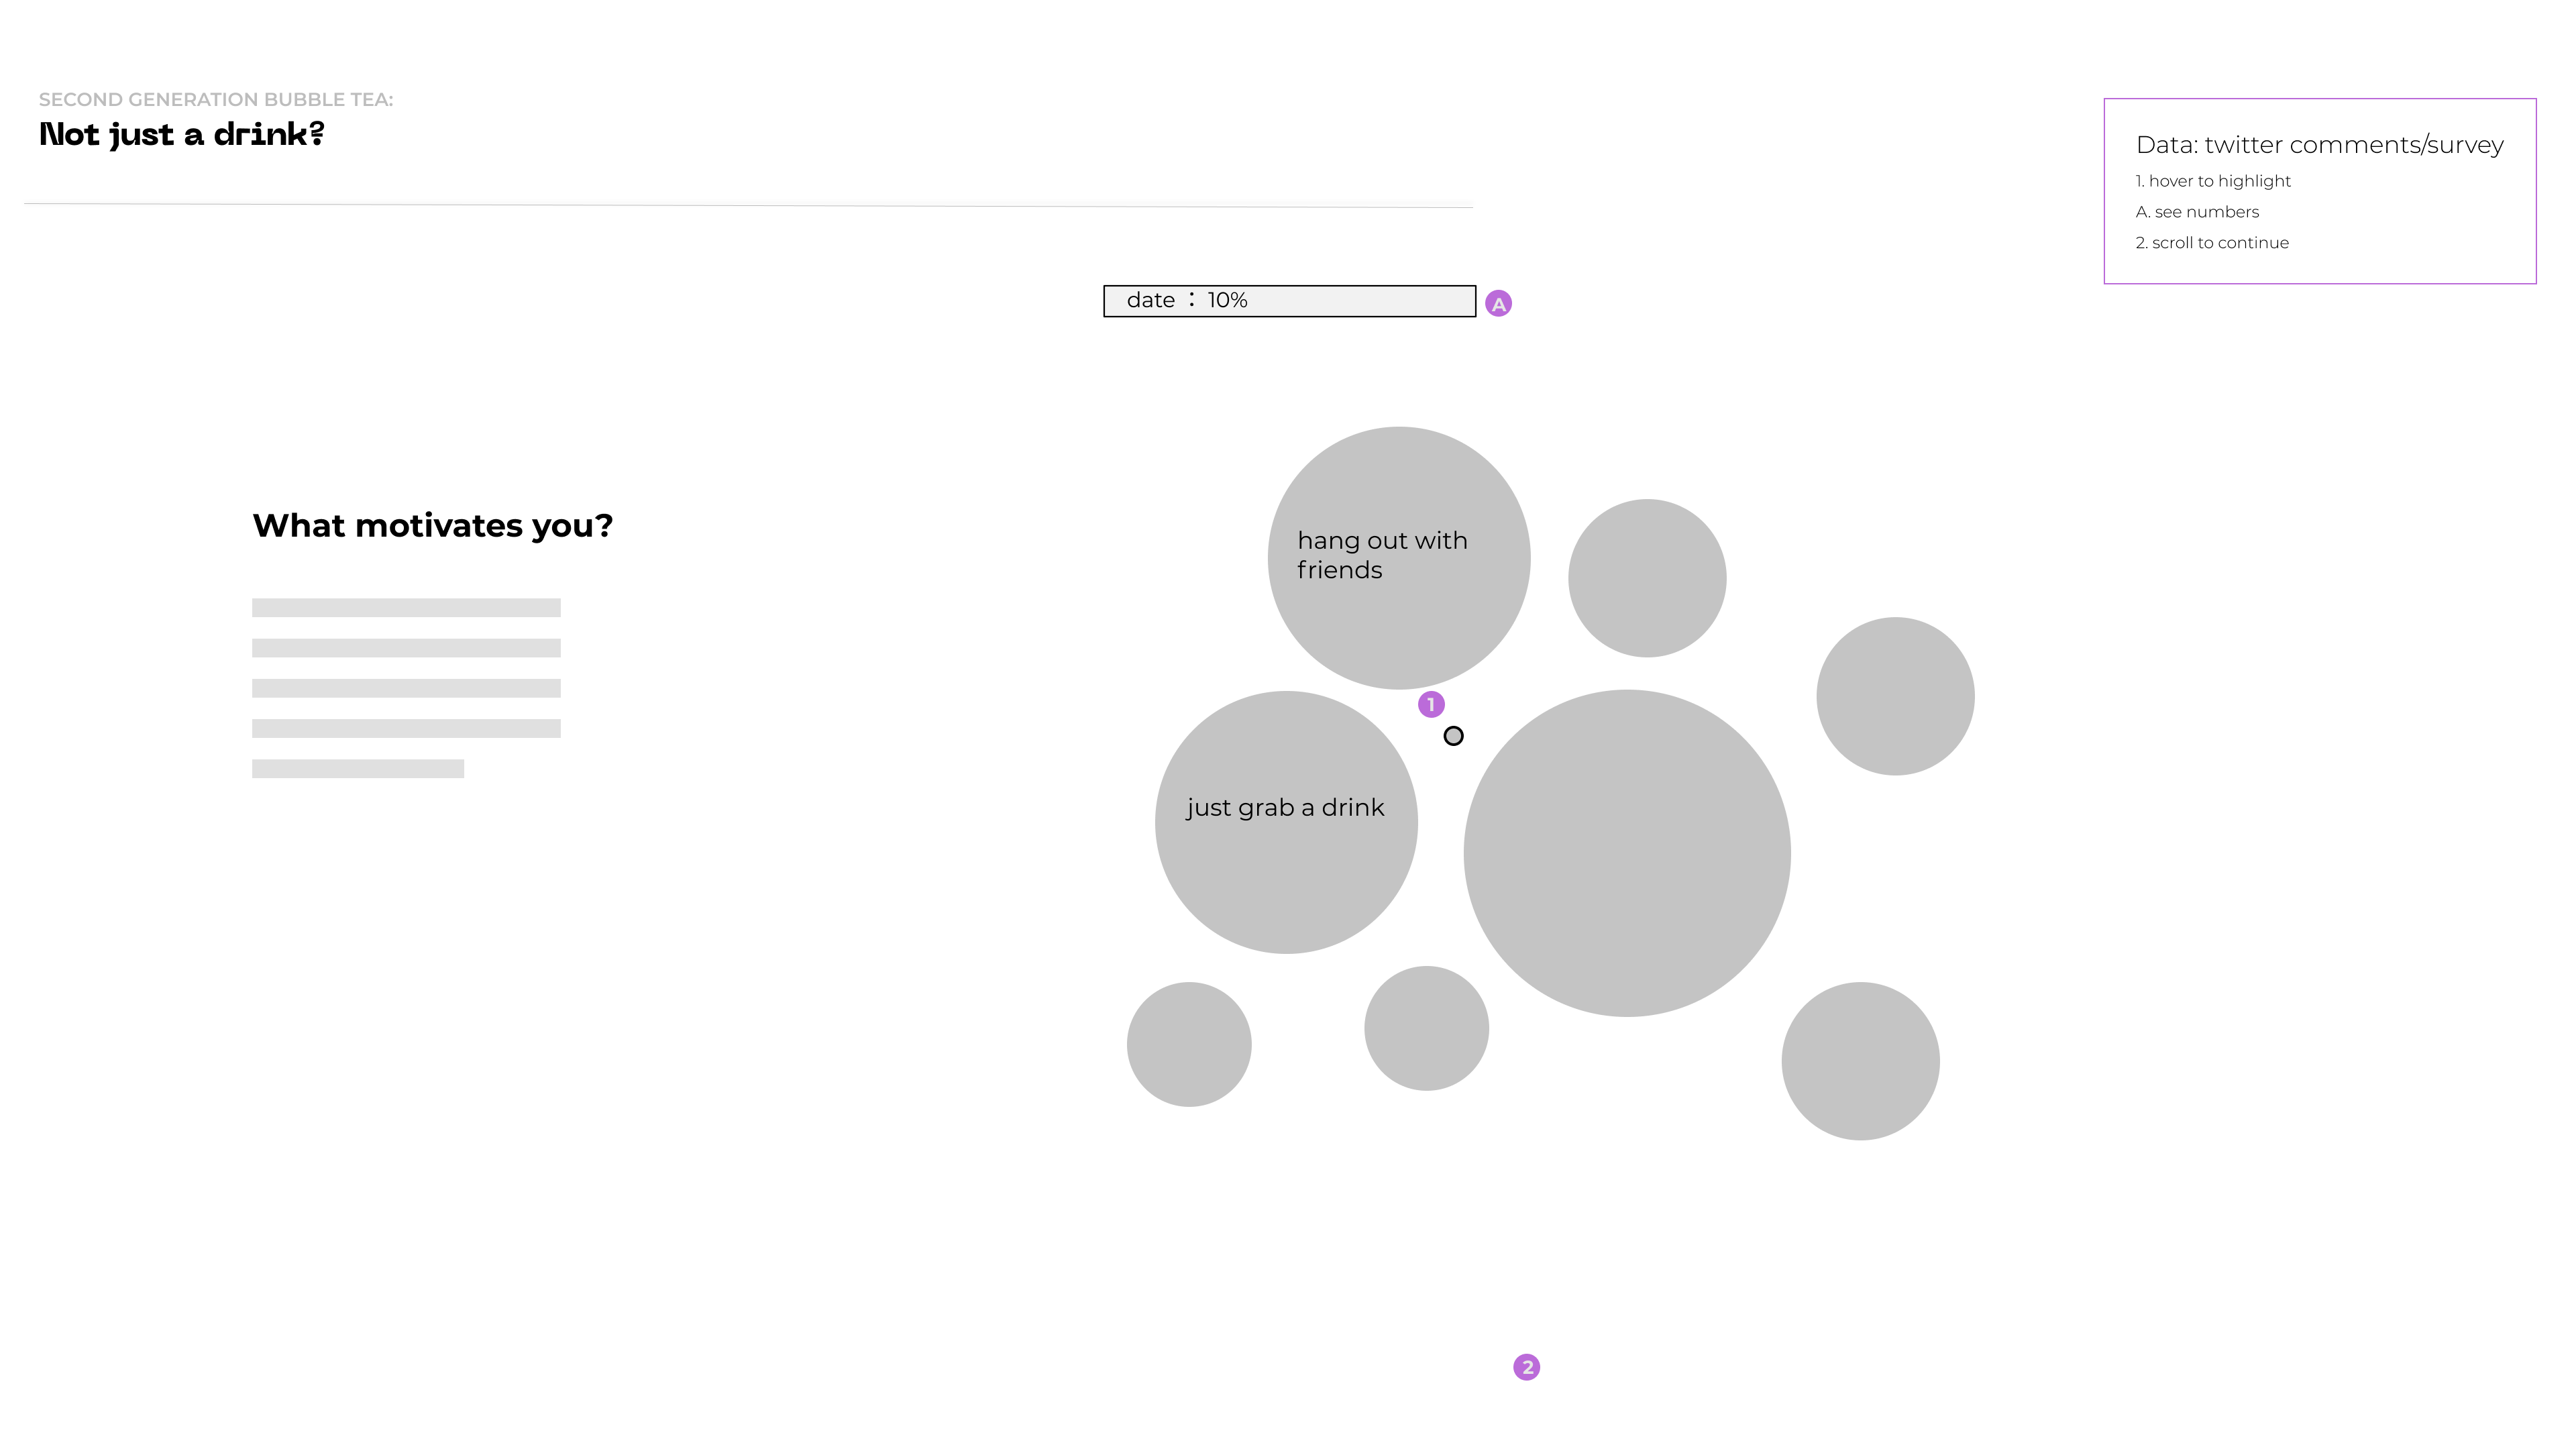 SECOND GENERATION BUBBLE TEA:
Not just a drink?
Data: twitter comments/survey
1. hover to highlight
A. see numbers
2. scroll to continue
date : 10%
A
What motivates you?
hang out with
friends
1
just grab a drink
2